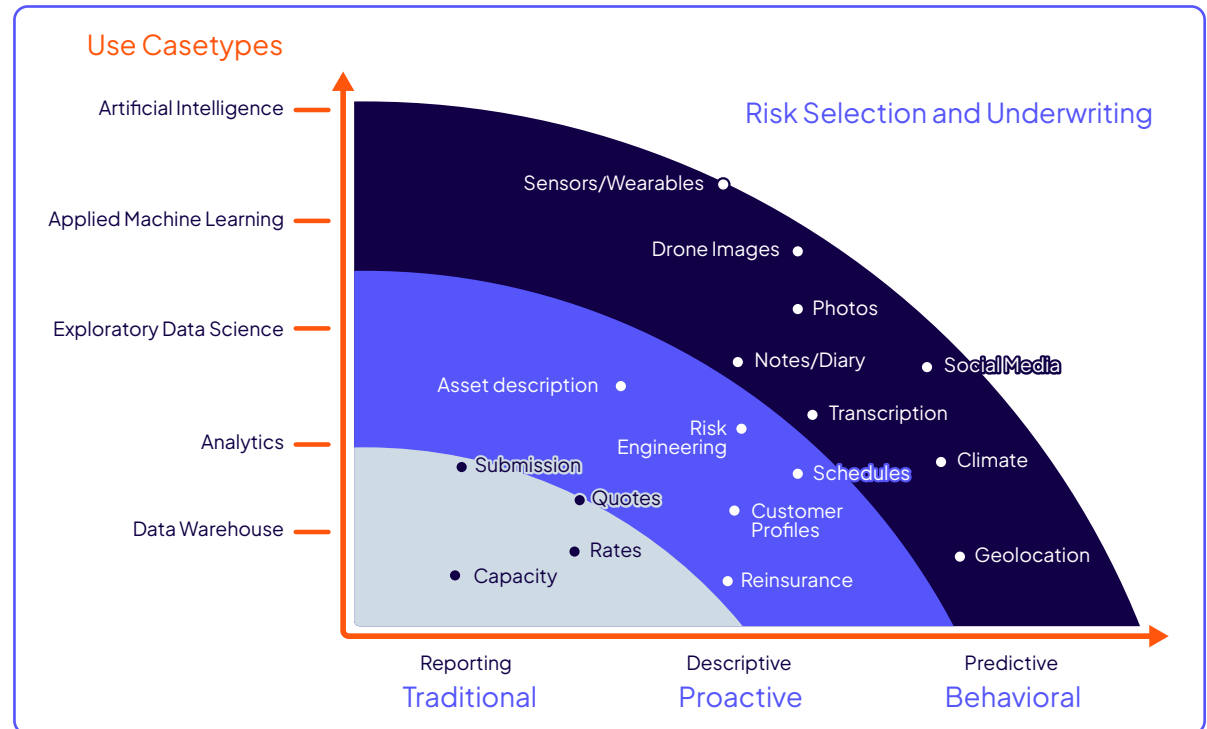 Use Casetypes
Risk Selection and Underwriting
Artificial Intelligence
Applied Machine Learning
Exploratory Data Science
Analytics
Data Warehouse
Sensors/Wearables
Drone Images
Photos
Notes/Diary
Social Media
Asset description
Transcription
Risk
Engineering
Climate
Submission
Schedules
Quotes
Customer
Profiles
Rates
Geolocation
Capacity
Reinsurance
Reporting
Descriptive
Predictive
Traditional
Proactive
Behavioral